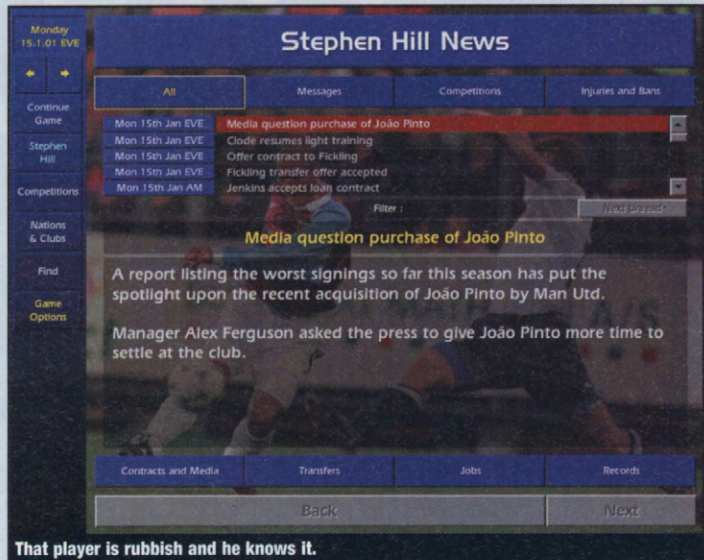 Monday
15.1.01 EVE
Stephen Hill News
All
Messages
Competitions
Injuries and Bans
Continue
Game
Stephen
Hill
Competitions
Nations
& Clubs
Find
Game
Options
Mon 15th Jan EVE Media question purchase of João Pinto
Mon 15th Jan EVE Clode resumes light training
Mon 15th Jan EVE Offer contract to Fickling
Mon 15th Jan EVE Fickling transfer offer accepted
Mon 15th Jan AM Jenkins accepts loan contract
Filter :
Next Unread
Media question purchase of João Pinto
A report listing the worst signings so far this season has put the
spotlight upon the recent acquisition of João Pinto by Man Utd.
Manager Alex Ferguson asked the press to give João Pinto more time to
settle at the club.
Contracts and Media
Transfers
Jobs
Records
Back
Next
That player is rubbish and he knows it.